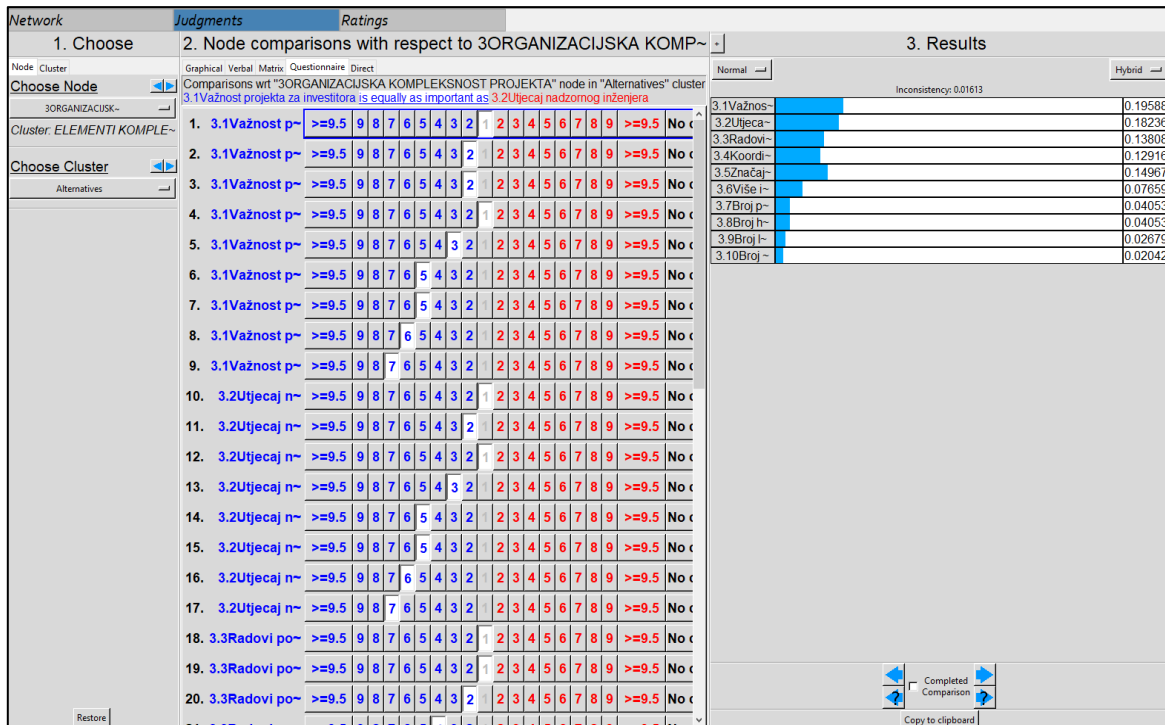 Network Judgments Ratings
1. Choose
Node Cluster
Choose Node
3ORGANIZACIJSK~
Cluster: ELEMENTI KOMPLE~
Choose Cluster
Alternatives
Restore
2. Node comparisons with respect to 3ORGANIZACIJSKA KOMP~
Graphical Verbal Matrix Questionnaire Direct
Comparisons wrt "3ORGANIZACIJSKA KOMPLEKSNOST PROJEKTA" node in "Alternatives" cluster
3.1Važnost projekta za investitora is equally as important as 3.2Utjecaj nadzornog inženjera
1. 3.1Važnost p~ >=9.5 9 8 7 6 5 4 3 2 1 2 3 4 5 6 7 8 9 >=9.5 No
2. 3.1Važnost p~ >=9.5 9 8 7 6 5 4 3 2 1 2 3 4 5 6 7 8 9 >=9.5 No
3. 3.1Važnost p~ >=9.5 9 8 7 6 5 4 3 2 1 2 3 4 5 6 7 8 9 >=9.5 No
4. 3.1Važnost p~ >=9.5 9 8 7 6 5 4 3 2 1 2 3 4 5 6 7 8 9 >=9.5 No
5. 3.1Važnost p~ >=9.5 9 8 7 6 5 4 3 2 1 2 3 4 5 6 7 8 9 >=9.5 No
6. 3.1Važnost p~ >=9.5 9 8 7 6 5 4 3 2 1 2 3 4 5 6 7 8 9 >=9.5 No
7. 3.1Važnost p~ >=9.5 9 8 7 6 5 4 3 2 1 2 3 4 5 6 7 8 9 >=9.5 No
8. 3.1Važnost p~ >=9.5 9 8 7 6 5 4 3 2 1 2 3 4 5 6 7 8 9 >=9.5 No
9. 3.1Važnost p~ >=9.5 9 8 7 6 5 4 3 2 1 2 3 4 5 6 7 8 9 >=9.5 No
10. 3.2Utjecaj n~ >=9.5 9 8 7 6 5 4 3 2 1 2 3 4 5 6 7 8 9 >=9.5 No
11. 3.2Utjecaj n~ >=9.5 9 8 7 6 5 4 3 2 1 2 3 4 5 6 7 8 9 >=9.5 No
12. 3.2Utjecaj n~ >=9.5 9 8 7 6 5 4 3 2 1 2 3 4 5 6 7 8 9 >=9.5 No
13. 3.2Utjecaj n~ >=9.5 9 8 7 6 5 4 3 2 1 2 3 4 5 6 7 8 9 >=9.5 No
14. 3.2Utjecaj n~ >=9.5 9 8 7 6 5 4 3 2 1 2 3 4 5 6 7 8 9 >=9.5 No
15. 3.2Utjecaj n~ >=9.5 9 8 7 6 5 4 3 2 1 2 3 4 5 6 7 8 9 >=9.5 No
16. 3.2Utjecaj n~ >=9.5 9 8 7 6 5 4 3 2 1 2 3 4 5 6 7 8 9 >=9.5 No
17. 3.2Utjecaj n~ >=9.5 9 8 7 6 5 4 3 2 1 2 3 4 5 6 7 8 9 >=9.5 No
18. 3.3Radovi po~ >=9.5 9 8 7 6 5 4 3 2 1 2 3 4 5 6 7 8 9 >=9.5 No
19. 3.3Radovi po~ >=9.5 9 8 7 6 5 4 3 2 1 2 3 4 5 6 7 8 9 >=9.5 No
20. 3.3Radovi po~ >=9.5 9 8 7 6 5 4 3 2 1 2 3 4 5 6 7 8 9 >=9.5 No
+ 3. Results
Normal Hybrid
Inconsistency: 0.01613
3.1Važnos~ 0.19588
3.2Utjeca~ 0.18236
3.3Radovi~ 0.13808
3.4Koordi~ 0.12916
3.5Značaj~ 0.14967
3.6Više i~ 0.07659
3.7Broj p~ 0.04053
3.8Broj h~ 0.04053
3.9Broj l~ 0.02679
3.10Broj ~ 0.02042
Completed
Comparison
? ?
Copy to clipboard